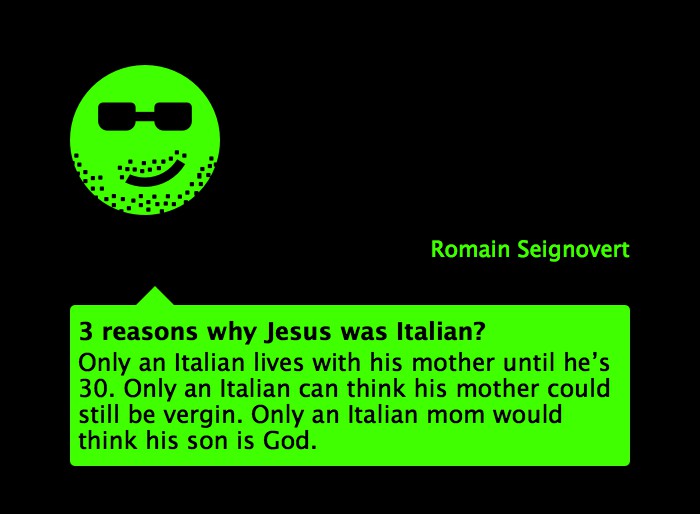 Romain Seignovert
3 reasons why Jesus was Italian?
Only an Italian lives with his mother until he’s
30. Only an Italian can think his mother could
still be vergin. Only an Italian mom would
think his son is God.